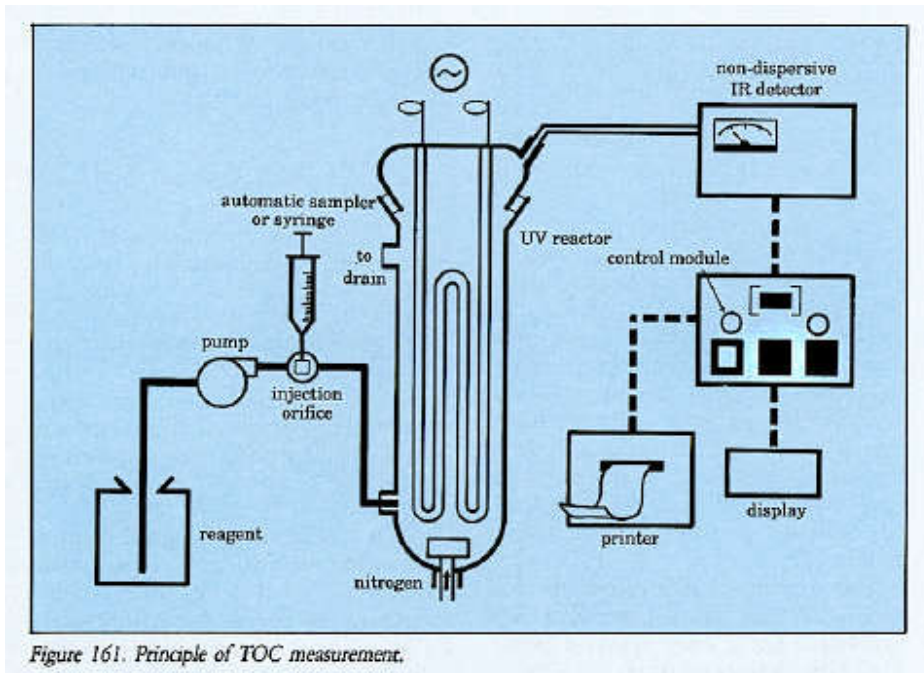 non-dispersive
IR detector
automatic sampler
or syringe
to
drain
UV reactor
control module
pump
injection
orifice
reagent
nitrogen
printer
display
Figure 161. Principle of TOC measurement.